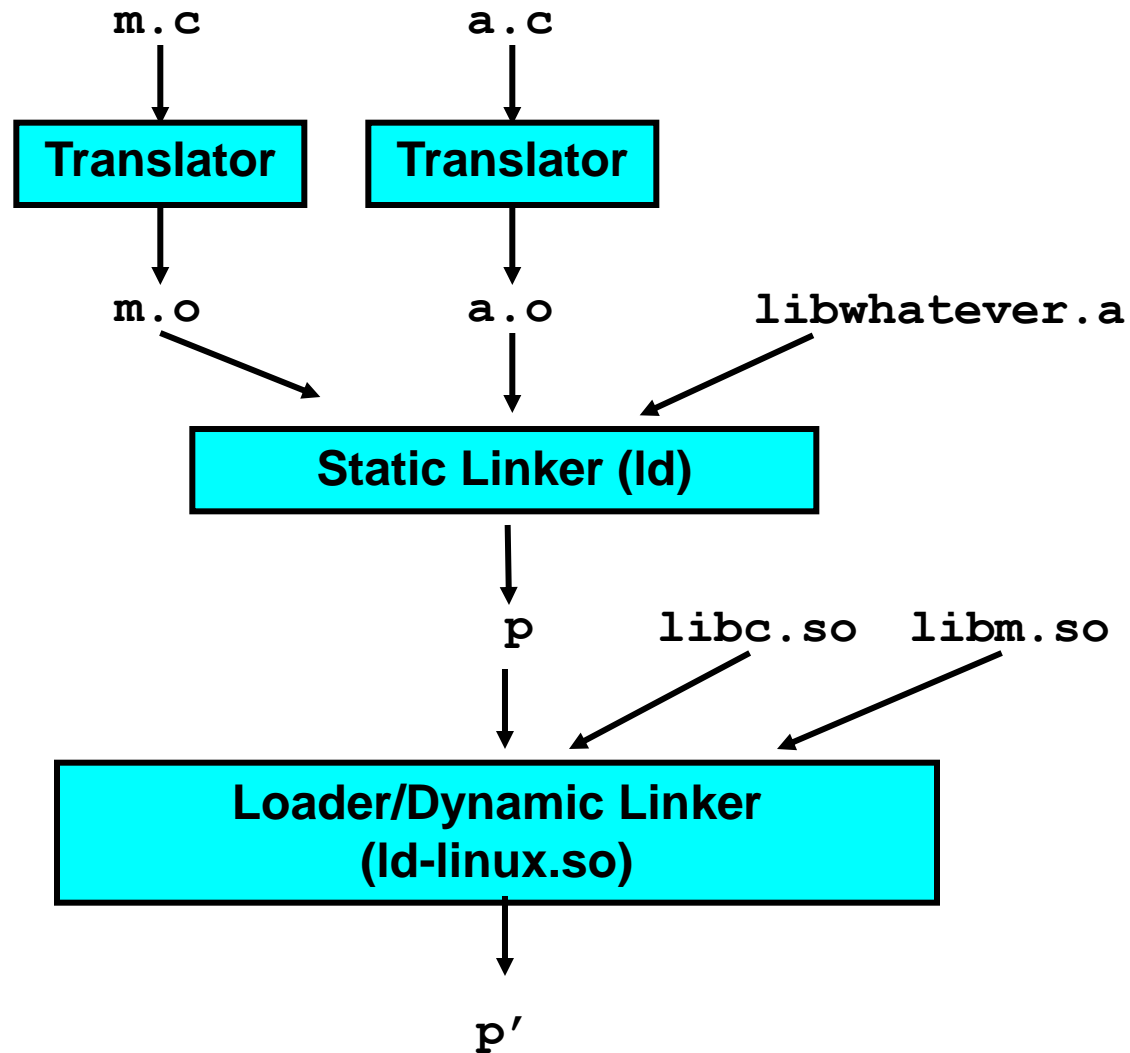 m.c
a.c
Translator
Translator
m.o
a.o
libwhatever.a
Static Linker (ld)
p
libc.so
libm.so
Loader/Dynamic Linker
(ld-linux.so)
p′